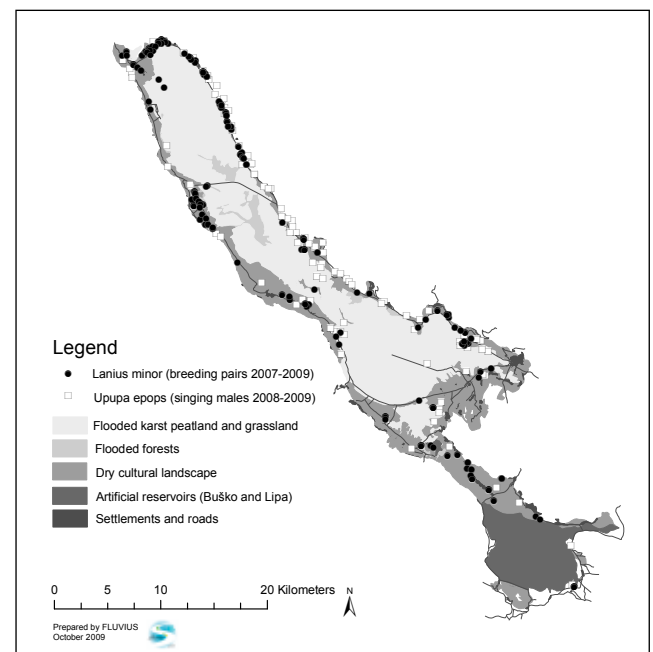 Legend
Lanius minor (breeding pairs 2007-2009)
Upupa epops (singing males 2008-2009)
Flooded karst peatland and grassland
Flooded forests
Dry cultural landscape
Artificial reservoirs (Buško and Lipa)
Settlements and roads
0 5 10 20 Kilometers N
Prepared by FLUVIUS
October 2009